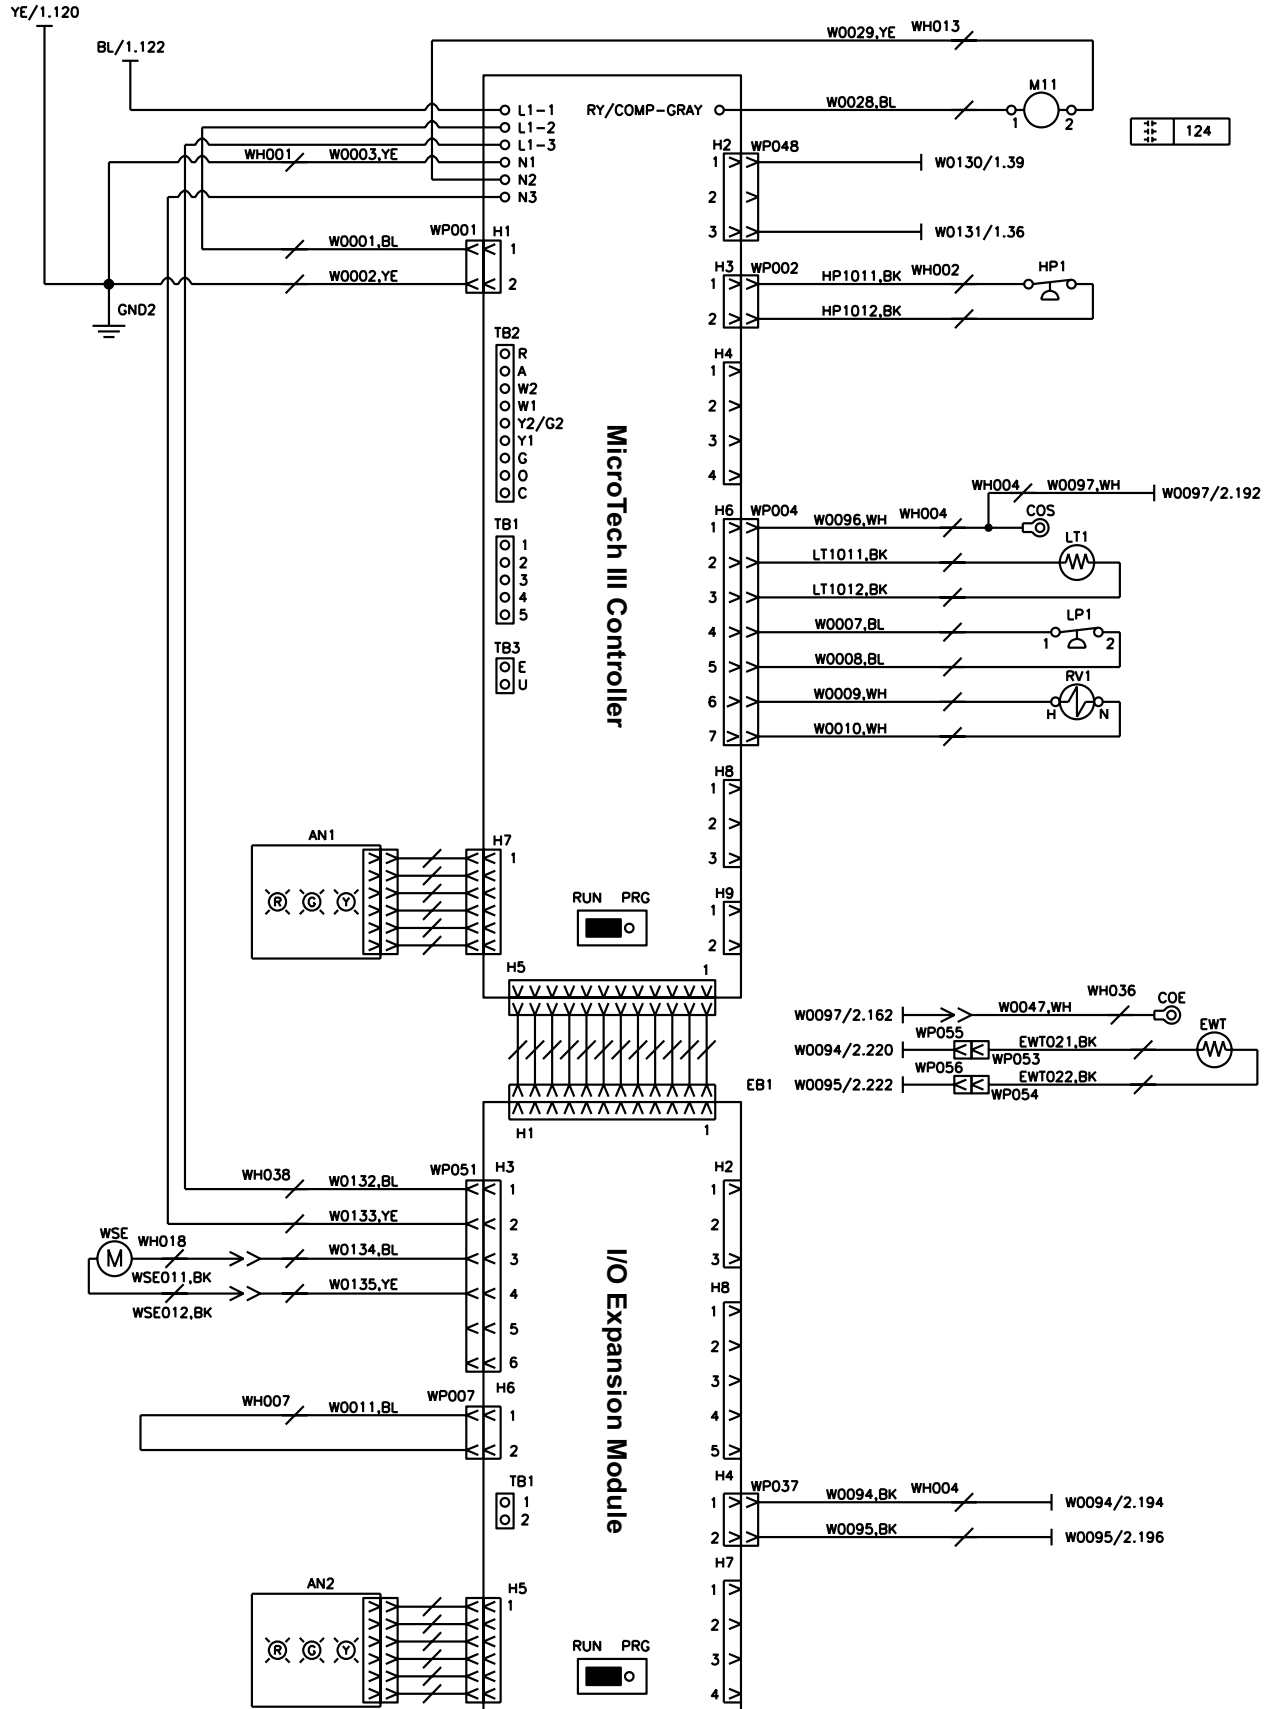 YE/1.120
BL/1.122
W0029,YE WH013
M11
L1-1 RY/COMP-GRAY W0028,BL 1 2
L1-2
L1-3 H2 WP048 124
WH001 W0003,YE N1 1 W0130/1.39
N2
N3 2
WP001 H1 3 W0131/1.36
W0001,BL 1
H3 WP002 WH002 HP1
W0002,YE 2 1 HP1011,BK
GND2 2 HP1012,BK
TB2
R H4
A 1
W2
W1 2
Y2/G2
Y1 3
G
O 4
C WH004 W0097,WH W0097/2.192
MicroTech III Controller
H6 WP004 WH004 COS
TB1 1 W0096,WH
1 LT1
2 2 LT1011,BK
3
4 3 LT1012,BK
5 LP1
4 W0007,BL 1 2
TB3
E 5 W0008,BL
U RV1
6 W0009,WH H N
7 W0010,WH
H8
1
2
AN1 H7
1 3
R G Y RUN PRG H9
1
2
H5 1
WH036 COE
W0097/2.162 W0047,WH
WP055 EWT
W0094/2.220 EWT021,BK
WP053
WP056
EB1 W0095/2.222 EWT022,BK
WP054
H1 1
WP051 H3 H2
WH038 W0132,BL 1 1
W0133,YE 2 2
WSE WH018
M W0134,BL 3 3
WSE011,BK
W0135,YE 4 H8
WSE012,BK 1
5 2
6 3
I/O Expansion Module
WH007 WP007 H6
W0011,BL 1 4
2 5
TB1 H4 WP037 WH004
1 1 W0094,BK W0094/2.194
2
2 W0095,BK W0095/2.196
H7
AN2 H5 1
1
2
R G Y RUN PRG
3
4